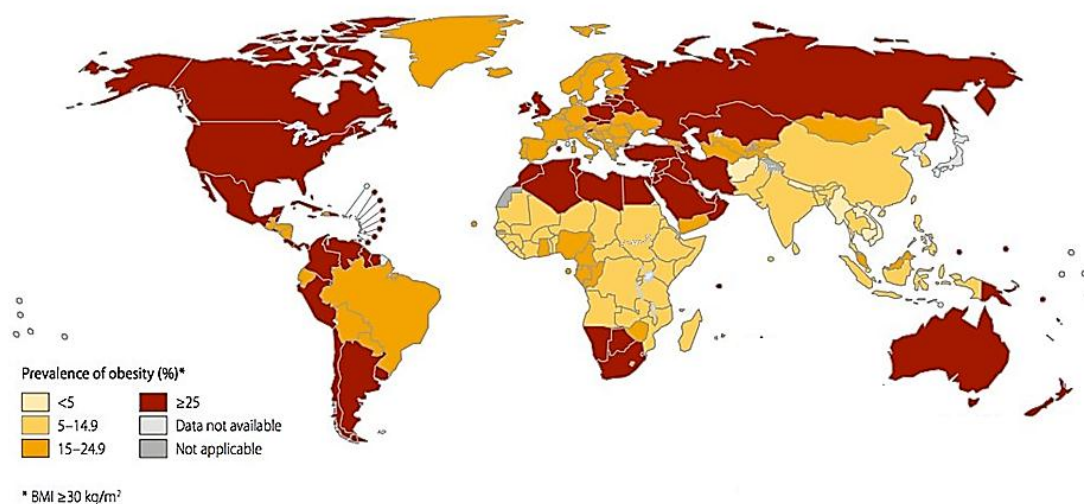 Prevalence of obesity (%)*
<5
5–14.9
15–24.9
≥25
Data not available
Not applicable
* BMI ≥30 kg/m²